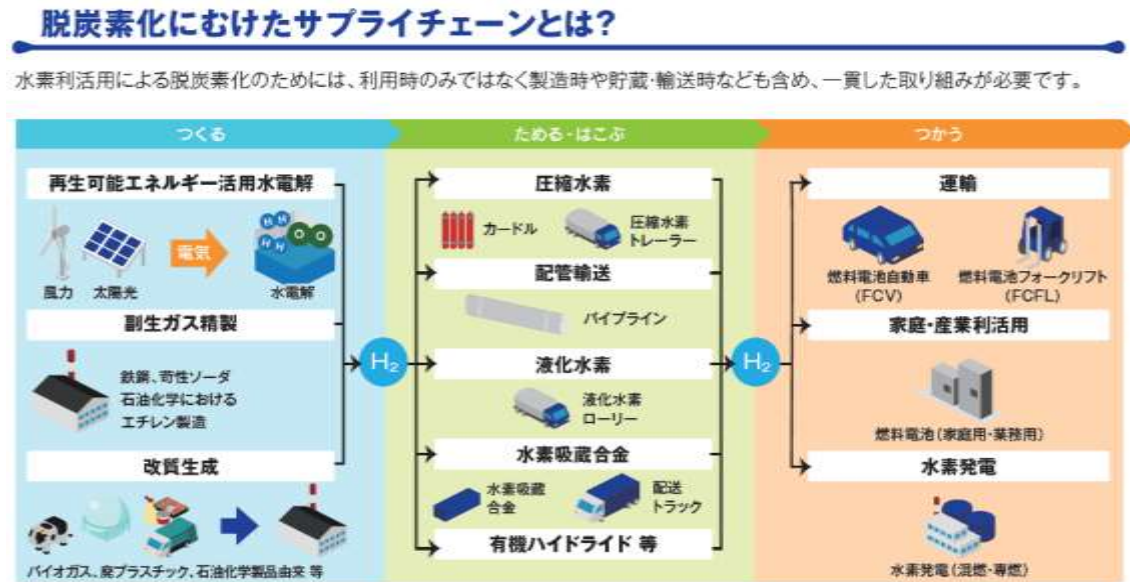 脱炭素化にむけたサプライチェーンとは?
水素利活用による脱炭素化のためには、利用時のみではなく製造時や貯蔵・輸送時なども含め、一貫した取り組みが必要です。
つくる
再生可能エネルギー活用水電解
電気
H H
O O
H H
風力 太陽光
水電解
副生ガス精製
鉄鋼、苛性ソーダ
石油化学における
エチレン製造
改質生成
バイオガス、廃プラスチック、石油化学製品由来 等
H₂
ためる・はこぶ
圧縮水素
カードル
圧縮水素
トレーラー
配管輸送
パイプライン
液化水素
液化水素
ローリー
水素吸蔵合金
水素吸蔵
合金
配送
トラック
有機ハイドライド 等
H₂
つかう
運輸
燃料電池自動車
(FCV)
燃料電池フォークリフト
(FCFL)
家庭・産業利活用
燃料電池(家庭用・業務用)
水素発電
水素発電(混燃・専燃)